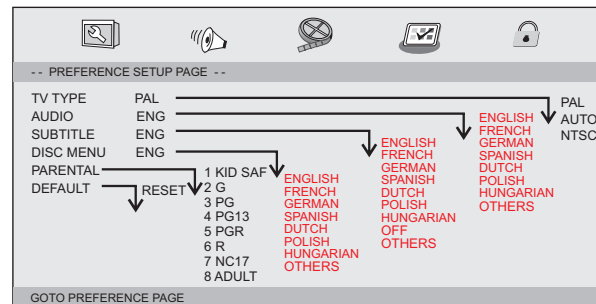 -- PREFERENCE SETUP PAGE --
TV TYPE PAL
AUDIO ENG
SUBTITLE ENG
DISC MENU ENG
PARENTAL
DEFAULT RESET
1 KID SAF
2 G
3 PG
4 PG13
5 PGR
6 R
7 NC17
8 ADULT
ENGLISH
FRENCH
GERMAN
SPANISH
DUTCH
POLISH
HUNGARIAN
OTHERS
ENGLISH
FRENCH
GERMAN
SPANISH
DUTCH
POLISH
HUNGARIAN
OFF
OTHERS
ENGLISH
FRENCH
GERMAN
SPANISH
DUTCH
POLISH
HUNGARIAN
OTHERS
PAL
AUTO
NTSC
GOTO PREFERENCE PAGE